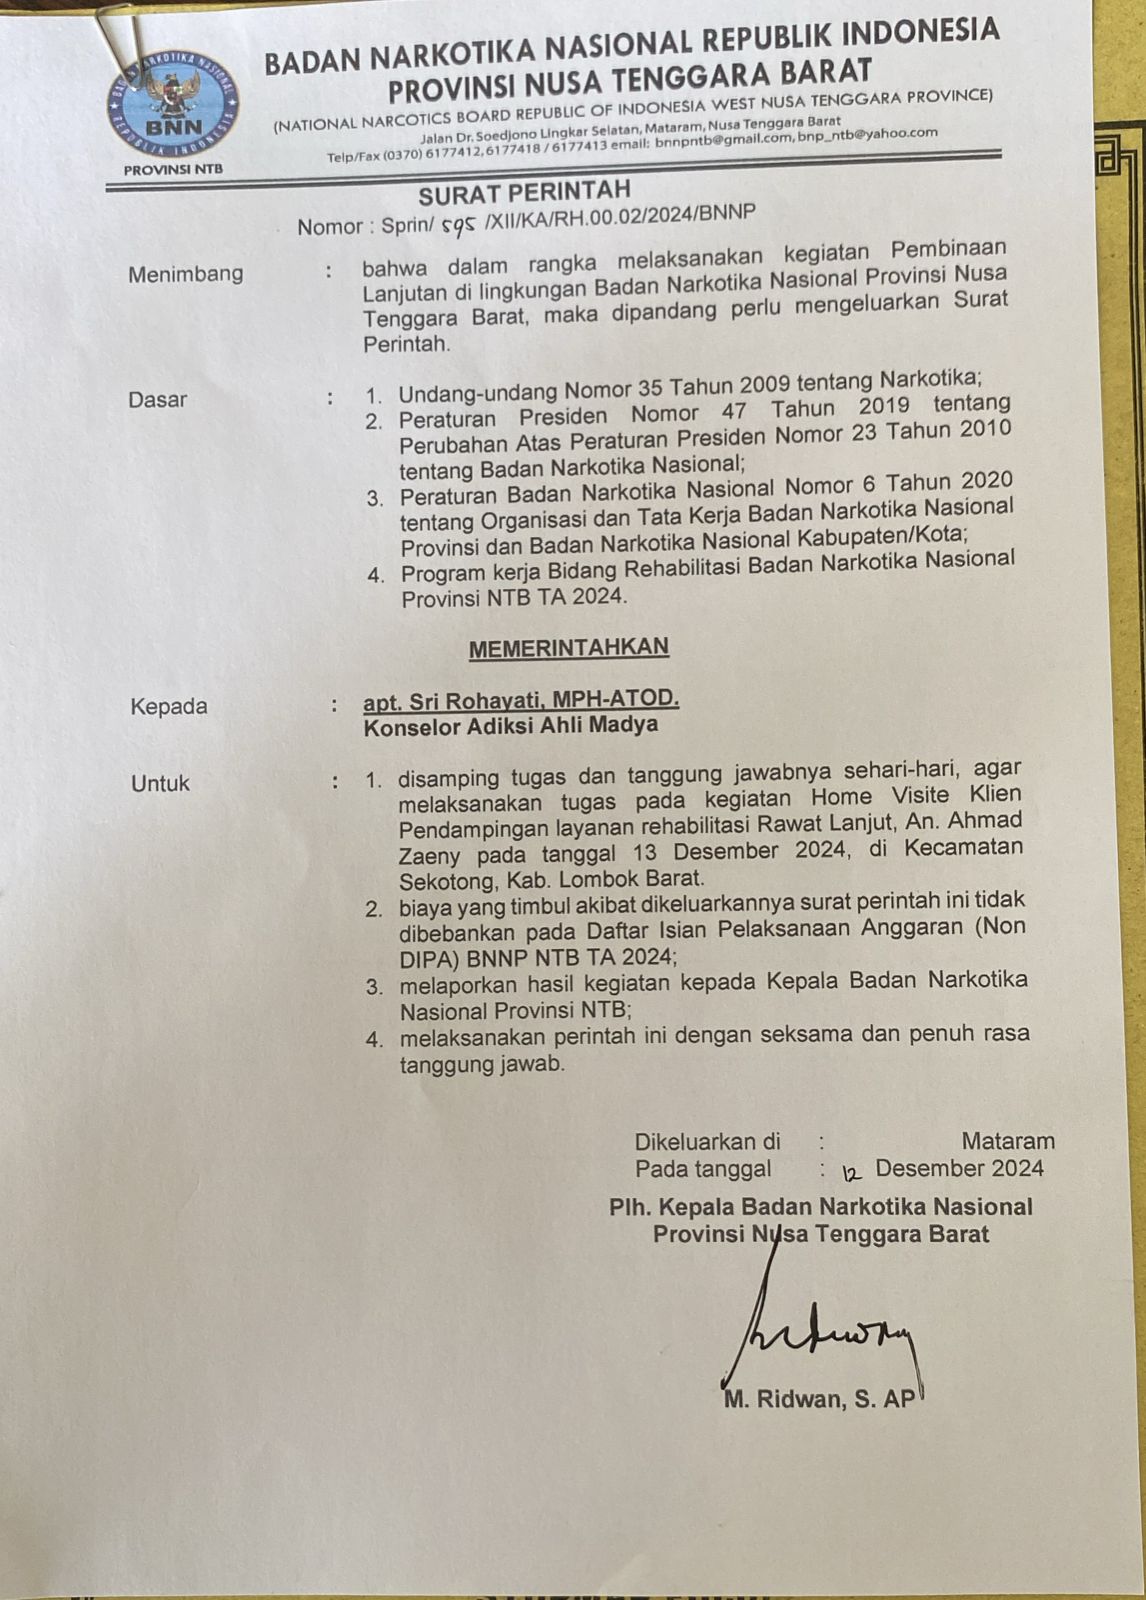 BADAN NARKOTIKA NASIONAL REPUBLIK INDONESIA
PROVINSI NUSA TENGGARA BARAT
(NATIONAL NARCOTICS BOARD REPUBLIC OF INDONESIA WEST NUSA TENGGARA PROVINCE)
Jalan Dr. Soedjono Lingkar Selatan, Mataram, Nusa Tenggara Barat
Telp/Fax (0370) 6177412, 6177418 / 6177413 email: bnnpntb@gmail.com, bnp_ntb@yahoo.com
BADAN NARKOTIKA NASIONAL
REPUBLIK INDONESIA
BNN
PROVINSI NTB
SURAT PERINTAH
Nomor : Sprin/ 595 /XII/KA/RH.00.02/2024/BNNP
Menimbang : bahwa dalam rangka melaksanakan kegiatan Pembinaan
Lanjutan di lingkungan Badan Narkotika Nasional Provinsi Nusa
Tenggara Barat, maka dipandang perlu mengeluarkan Surat
Perintah.
Dasar : 1. Undang-undang Nomor 35 Tahun 2009 tentang Narkotika;
2. Peraturan Presiden Nomor 47 Tahun 2019 tentang
Perubahan Atas Peraturan Presiden Nomor 23 Tahun 2010
tentang Badan Narkotika Nasional;
3. Peraturan Badan Narkotika Nasional Nomor 6 Tahun 2020
tentang Organisasi dan Tata Kerja Badan Narkotika Nasional
Provinsi dan Badan Narkotika Nasional Kabupaten/Kota;
4. Program kerja Bidang Rehabilitasi Badan Narkotika Nasional
Provinsi NTB TA 2024.
MEMERINTAHKAN
Kepada : apt. Sri Rohayati, MPH-ATOD.
Konselor Adiksi Ahli Madya
Untuk : 1. disamping tugas dan tanggung jawabnya sehari-hari, agar
melaksanakan tugas pada kegiatan Home Visite Klien
Pendampingan layanan rehabilitasi Rawat Lanjut, An. Ahmad
Zaeny pada tanggal 13 Desember 2024, di Kecamatan
Sekotong, Kab. Lombok Barat.
2. biaya yang timbul akibat dikeluarkannya surat perintah ini tidak
dibebankan pada Daftar Isian Pelaksanaan Anggaran (Non
DIPA) BNNP NTB TA 2024;
3. melaporkan hasil kegiatan kepada Kepala Badan Narkotika
Nasional Provinsi NTB;
4. melaksanakan perintah ini dengan seksama dan penuh rasa
tanggung jawab.
Dikeluarkan di : Mataram
Pada tanggal : 12 Desember 2024
Plh. Kepala Badan Narkotika Nasional
Provinsi Nusa Tenggara Barat
M. Ridwan, S. AP